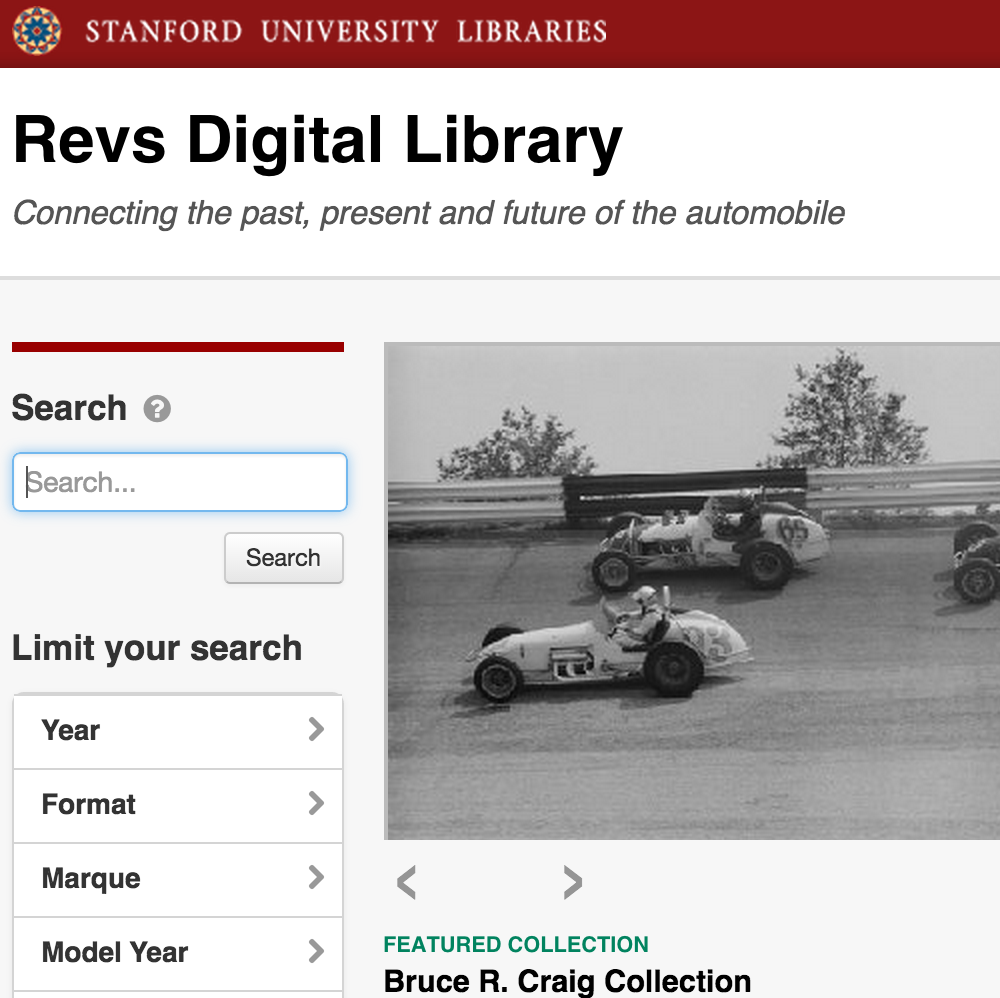 STANFORD UNIVERSITY LIBRARIES
Revs Digital Library
Connecting the past, present and future of the automobile
Search ?
Search...
Search
Limit your search
Year
Format
Marque
Model Year
65
FEATURED COLLECTION
Bruce R. Craig Collection